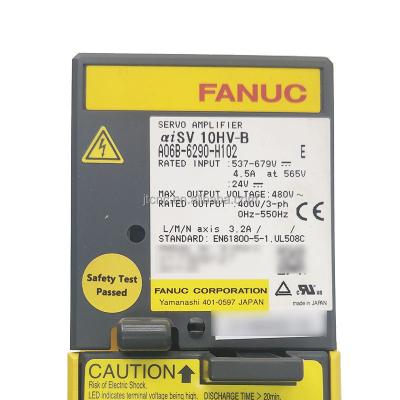 FANUC
SERVO AMPLIFIER
αiSV 10HV-B
A06B-6290-H102 E
RATED INPUT :537-679V⎓
4.5A at 565V
:24V⎓
MAX. OUTPUT VOLTAGE:480V~
RATED OUTPUT :400V/3-ph
0Hz-550Hz
L/M/N axis 3.2A / /
STANDARD: EN61800-5-1,UL508C
FANUC CORPORATION
Yamanashi 401-0597 JAPAN
CE
c UL US
made in JAPAN
Safety Test
Passed
CAUTION
Risk of Electric Shock.
LED indicates terminal voltage being high. DISCHARGE TIME > 20min.